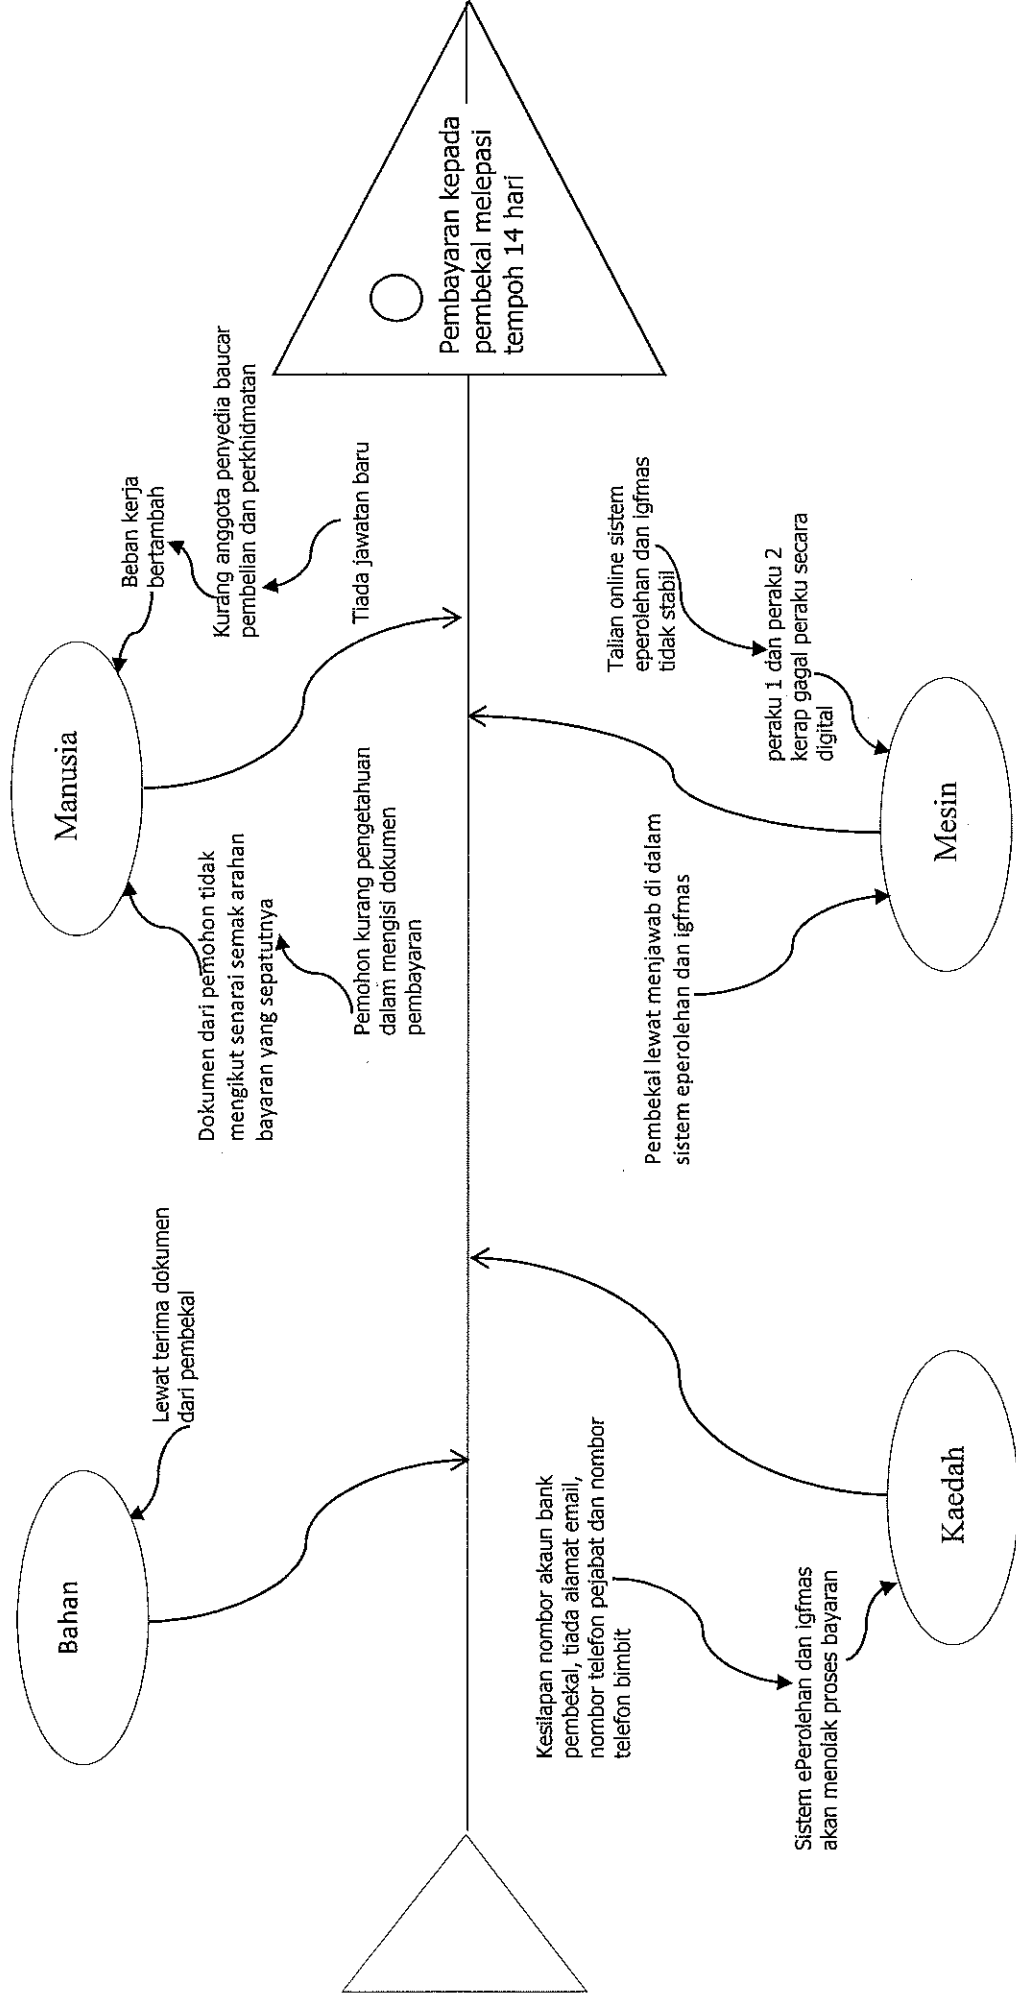 Bahan
Lewat terima dokumen
dari pembekal
Manusia
Dokumen dari pemohon tidak
mengikut senarai semak arahan
bayaran yang sepatutnya
Pemohon kurang pengetahuan
dalam mengisi dokumen
pembayaran
Beban kerja
bertambah
Kurang anggota penyedia baucar
pembelian dan perkhidmatan
Tiada jawatan baru
Pembayaran kepada
pembekal melepasi
tempoh 14 hari
Kesilapan nombor akaun bank
pembekal, tiada alamat email,
nombor telefon pejabat dan nombor
telefon bimbit
Sistem ePerolehan dan igfmas
akan menolak proses bayaran
Kaedah
Pembekal lewat menjawab di dalam
sistem eperolehan dan igfmas
Talian online sistem
eperolehan dan igfmas
tidak stabil
peraku 1 dan peraku 2
kerap gagal peraku secara
digital
Mesin